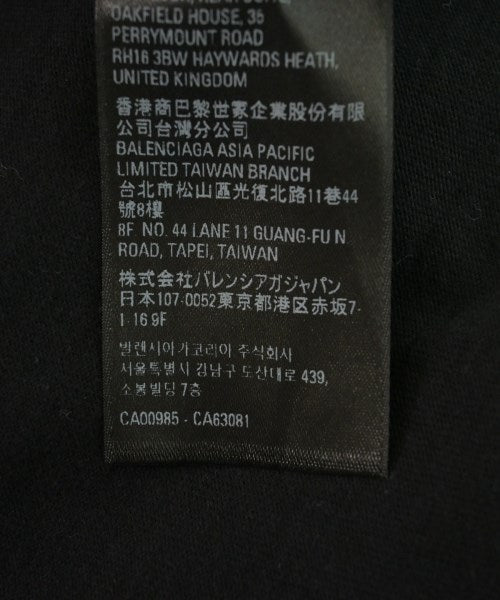 OAKFIELD HOUSE, 35
PERRYMOUNT ROAD
RH16 3BW HAYWARDS HEATH,
UNITED KINGDOM
香港商巴黎世家企業股份有限
公司台灣分公司
BALENCIAGA ASIA PACIFIC
LIMITED TAIWAN BRANCH
台北市松山區光復北路11巷44
號8樓
8F. NO. 44 LANE 11 GUANG-FU N.
ROAD, TAPEI, TAIWAN
株式会社バレンシアガジャパン
日本107-0052東京都港区赤坂7-
1-16 9F
발렌시아가코리아 주식회사
서울특별시 강남구 도산대로 439,
소봉빌딩 7층
CA00985 - CA63081